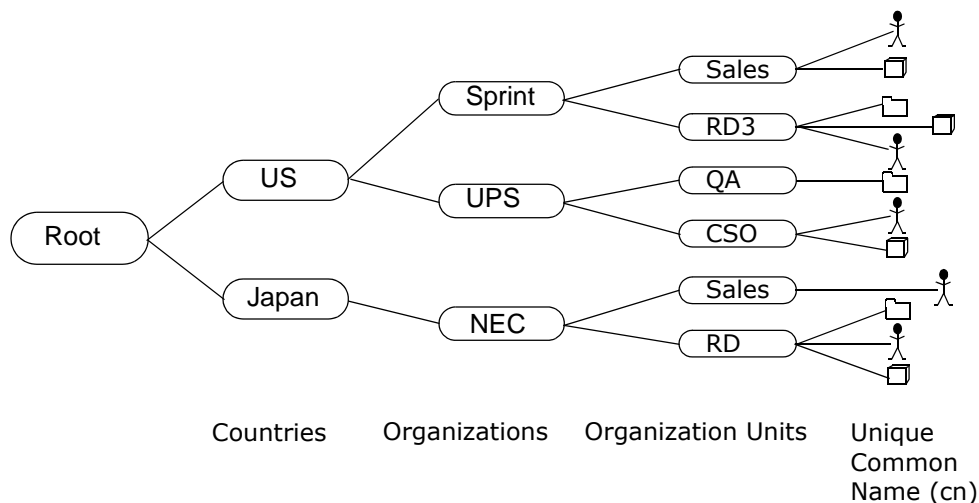 Sales
Sprint
RD3
US
QA
UPS
Root
CSO
Japan
Sales
NEC
RD
Countries
Organizations
Organization Units
Unique
Common
Name (cn)